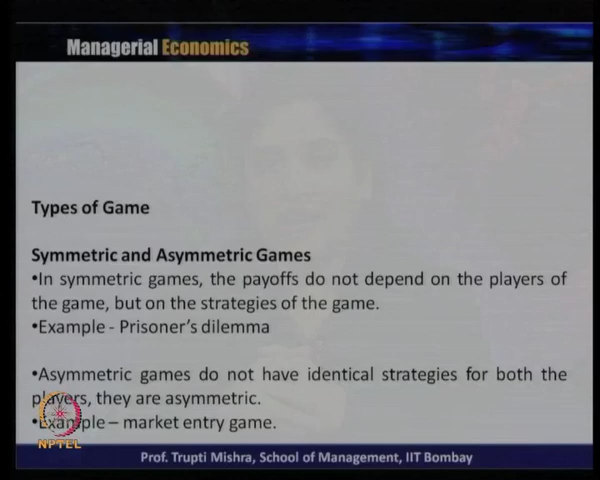 Managerial Economics
Types of Game
Symmetric and Asymmetric Games
•In symmetric games, the payoffs do not depend on the players of
the game, but on the strategies of the game.
•Example - Prisoner's dilemma
•Asymmetric games do not have identical strategies for both the
players, they are asymmetric.
•Example – market entry game.
NPTEL
Prof. Trupti Mishra, School of Management, IIT Bombay